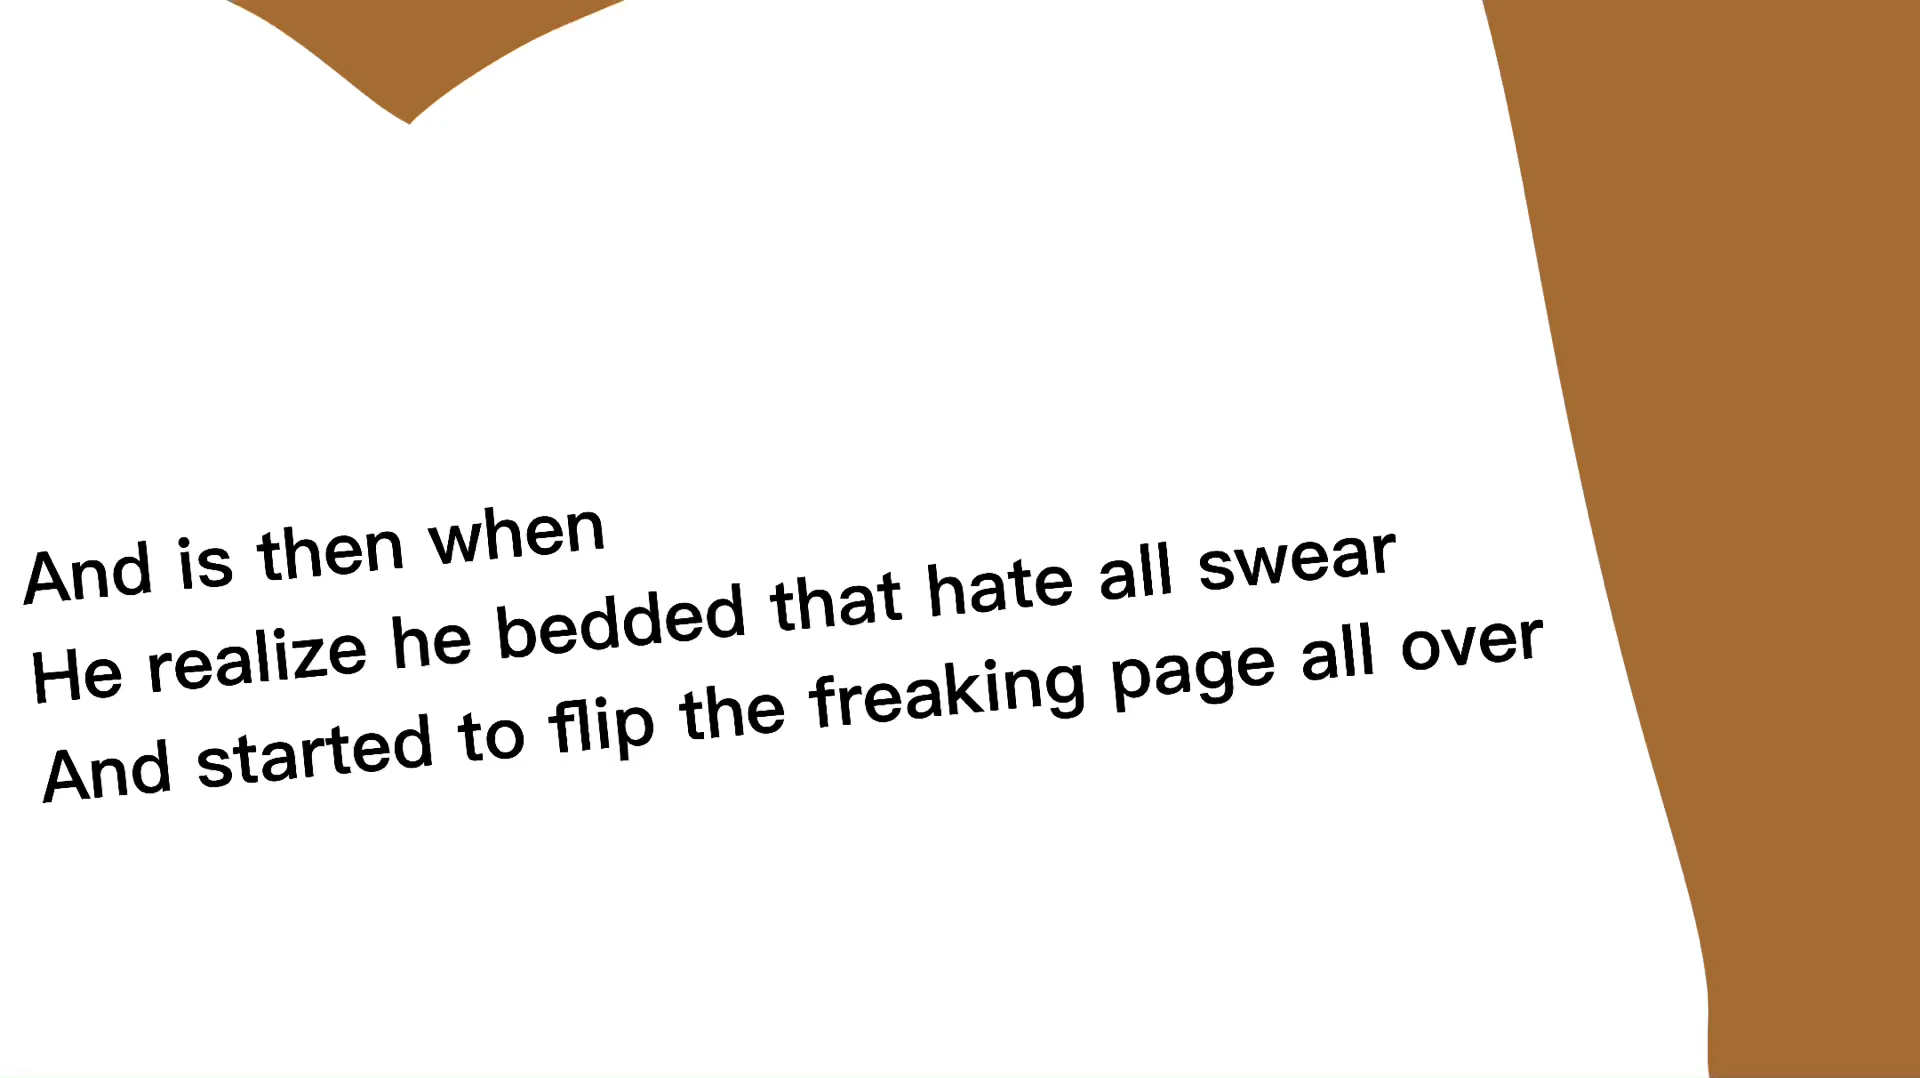 And is then when
He realize he bedded that hate all swear
And started to flip the freaking page all over